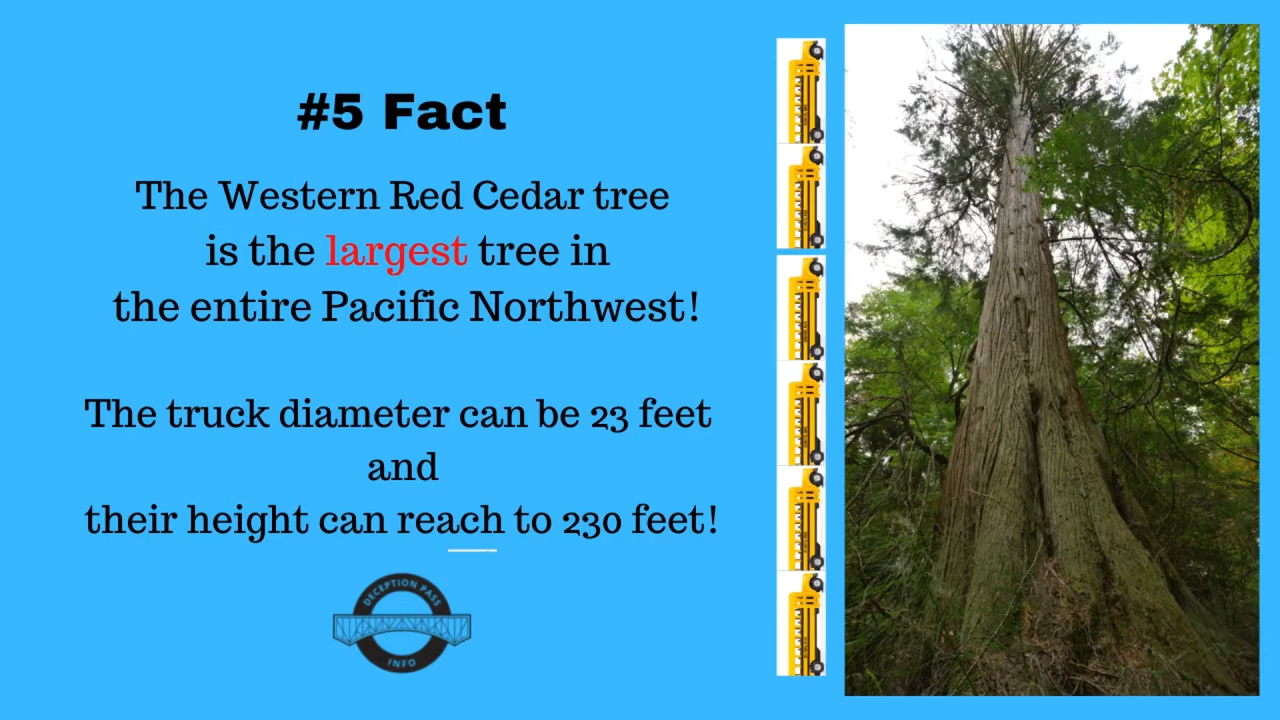 #5 Fact
The Western Red Cedar tree
is the largest tree in
the entire Pacific Northwest!
The truck diameter can be 23 feet
and
their height can reach to 230 feet!
DECEPTION PASS
INFO